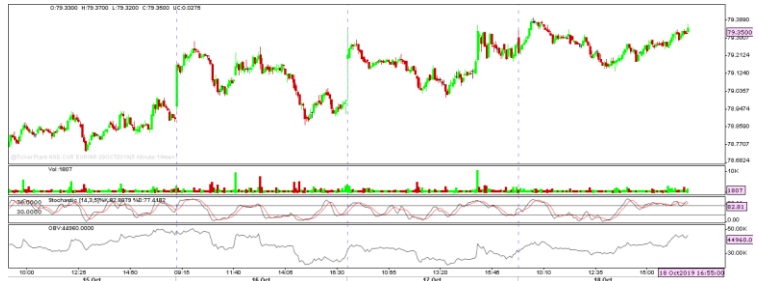 O:79.3300 H:79.3700 L:79.3200 C:79.3500 UC:0.0275
79.3890
79.3500
79.2124
79.1240
79.0357
78.9474
78.8590
78.7707
78.6824
Vol:1807
10K
1807
Stochastic [14,3,5]%K:82.8079 %D:77.4182
30.0000
82.81
0.00
OBV:44960.0000
50.00K
44960.0
30.00K
10:00 12:25 14:50 09:15 11:40 14:05 16:30 10:55 13:20 15:45 10:10 12:35 15:00 18 Oct 2019 16:55:00
15 Oct 16 Oct 17 Oct 18 Oct